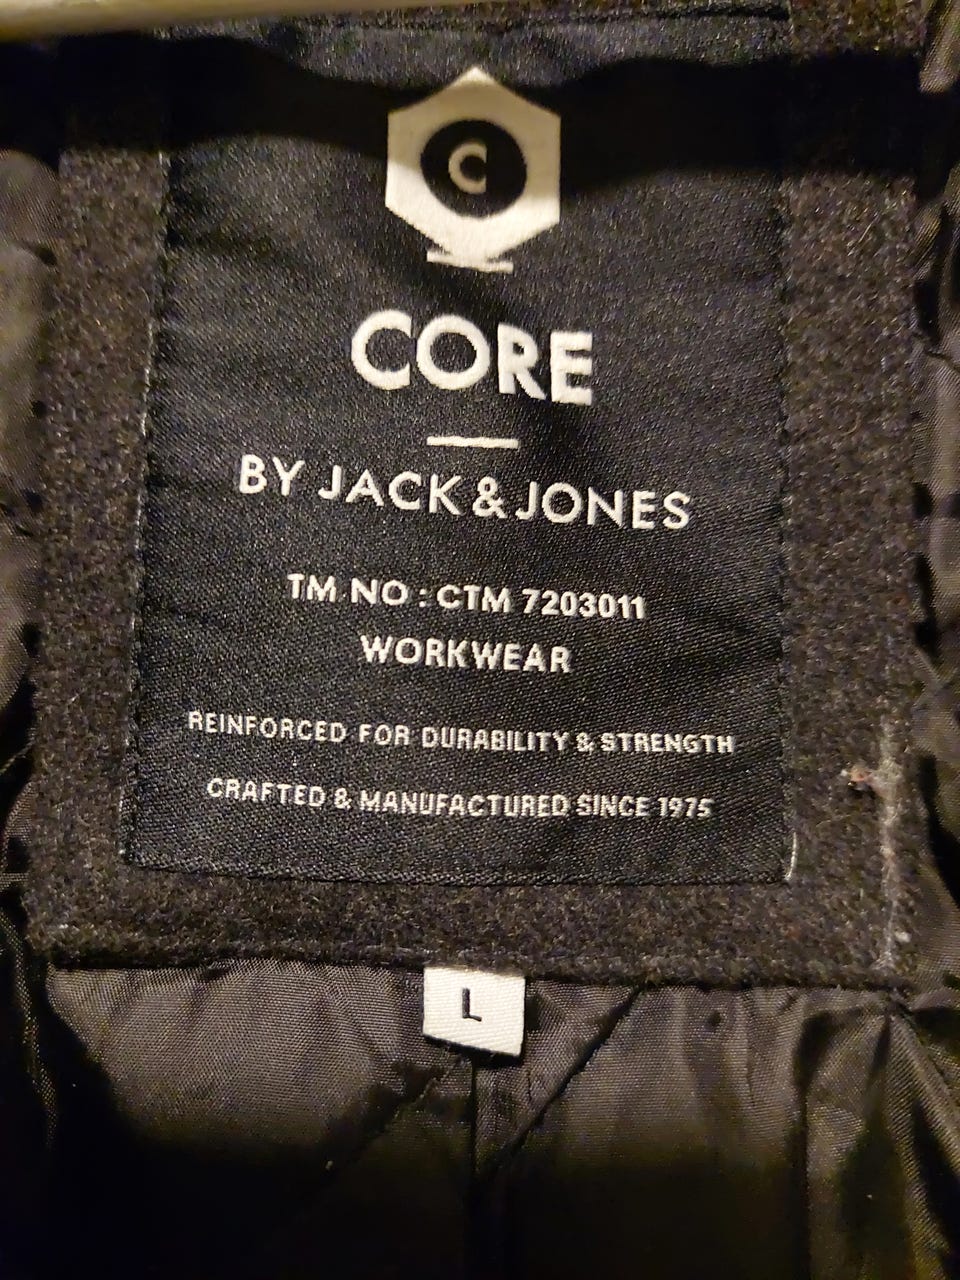 C
CORE
BY JACK & JONES
TM NO : CTM 7203011
WORKWEAR
REINFORCED FOR DURABILITY & STRENGTH
CRAFTED & MANUFACTURED SINCE 1975
L